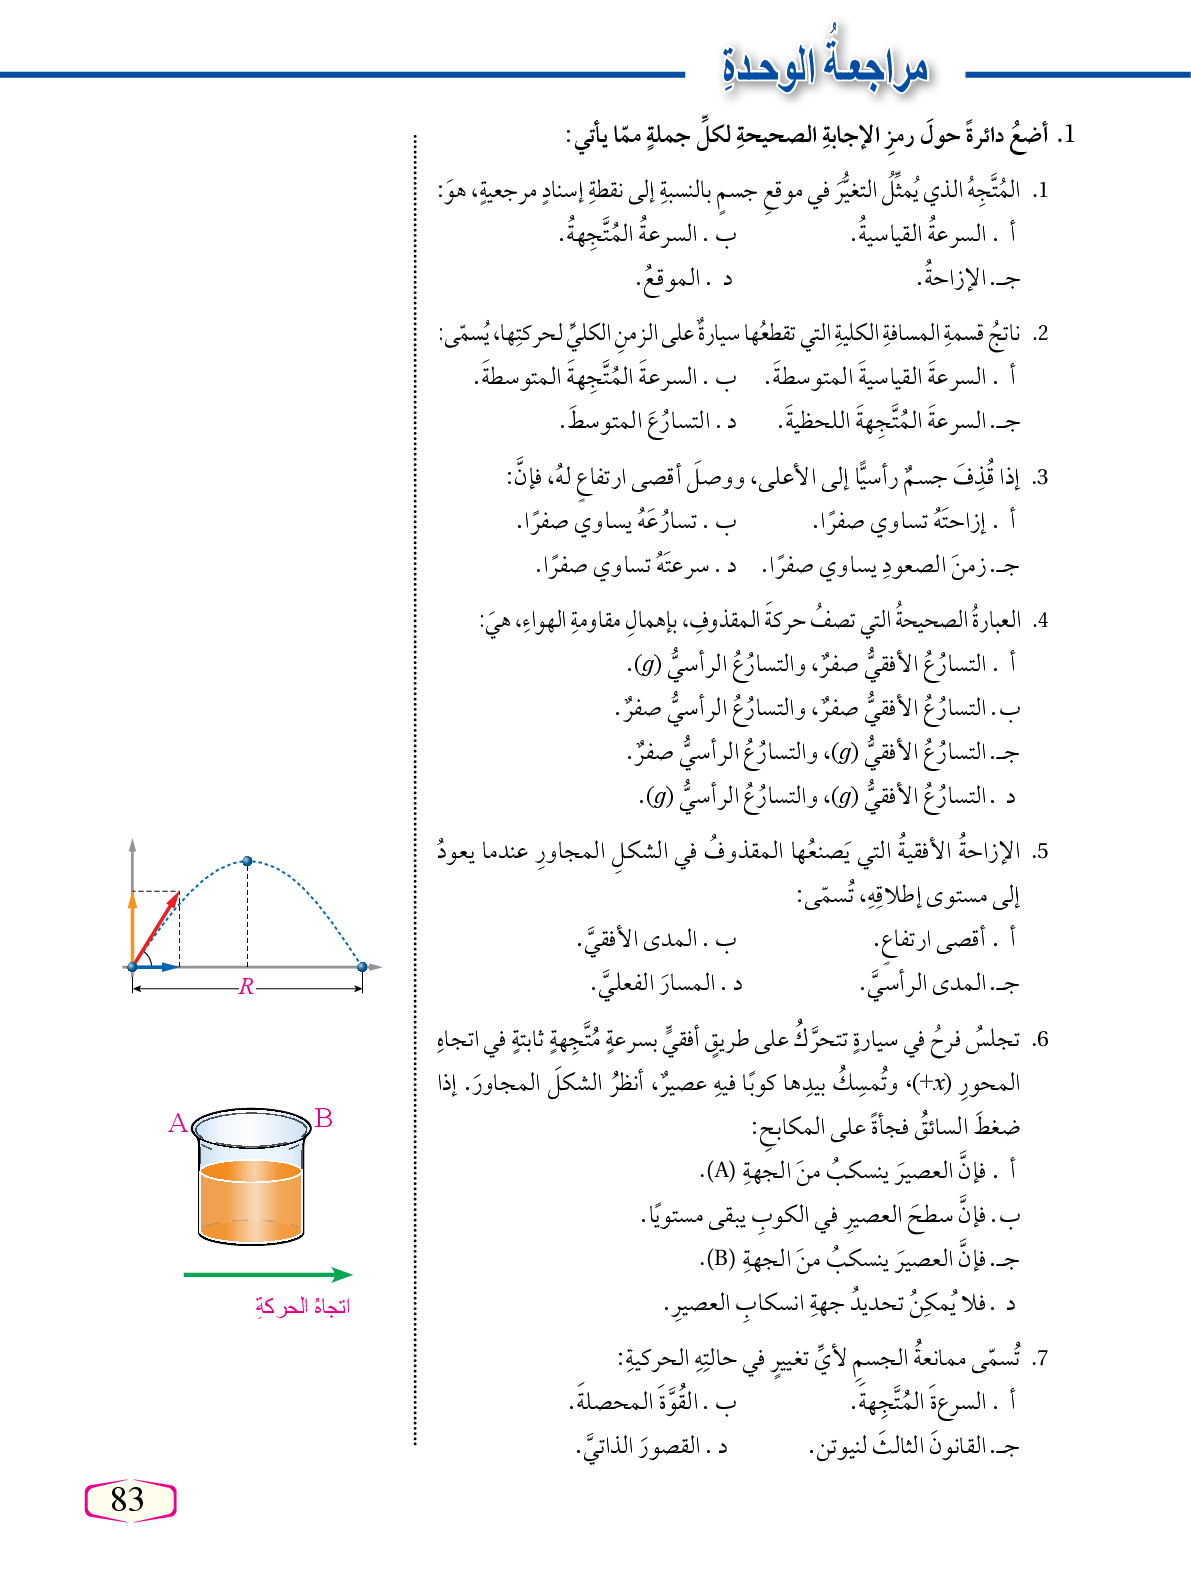 مراجعةُ الوحدةِ
1. أضعُ دائرةً حولَ رمزِ الإجابةِ الصحيحةِ لكلِّ جملةٍ ممّا يأتي:
1. المُتَّجِهُ الذي يُمثِّلُ التغيُّرَ في موقعِ جسمٍ بالنسبةِ إلى نقطةِ إسنادٍ مرجعيةٍ، هوَ:
أ . السرعةُ القياسيةُ. ب . السرعةُ المُتَّجِهةُ.
جـ. الإزاحةُ. د . الموقعُ.
2. ناتجُ قسمةِ المسافةِ الكليةِ التي تقطعُها سيارةٌ على الزمنِ الكليِّ لحركتِها، يُسمّى:
أ . السرعةَ القياسيةَ المتوسطةَ. ب . السرعةَ المُتَّجِهةَ المتوسطةَ.
جـ. السرعةَ المُتَّجِهةَ اللحظيةَ. د . التسارُعَ المتوسطَ.
3. إذا قُذِفَ جسمٌ رأسيًّا إلى الأعلى، ووصلَ أقصى ارتفاعٍ لهُ، فإنَّ:
أ . إزاحتَهُ تساوي صفرًا. ب . تسارُعَهُ يساوي صفرًا.
جـ. زمنَ الصعودِ يساوي صفرًا. د . سرعتَهُ تساوي صفرًا.
4. العبارةُ الصحيحةُ التي تصفُ حركةَ المقذوفِ، بإهمالِ مقاومةِ الهواءِ، هيَ:
أ . التسارُعُ الأفقيُّ صفرٌ، والتسارُعُ الرأسيُّ (g).
ب. التسارُعُ الأفقيُّ صفرٌ، والتسارُعُ الرأسيُّ صفرٌ.
جـ. التسارُعُ الأفقيُّ (g)، والتسارُعُ الرأسيُّ صفرٌ.
د . التسارُعُ الأفقيُّ (g)، والتسارُعُ الرأسيُّ (g).
5. الإزاحةُ الأفقيةُ التي يَصنعُها المقذوفُ في الشكلِ المجاورِ عندما يعودُ
إلى مستوى إطلاقِهِ، تُسمّى:
أ . أقصى ارتفاعٍ. ب . المدى الأفقيَّ.
جـ. المدى الرأسيَّ. د . المسارَ الفعليَّ.
R
6. تجلسُ فرحُ في سيارةٍ تتحرَّكُ على طريقٍ أفقيٍّ بسرعةٍ مُتَّجِهةٍ ثابتةٍ في اتجاهِ
المحورِ (+x)، وتُمسِكُ بيدِها كوبًا فيهِ عصيرٌ، أنظرُ الشكلَ المجاورَ. إذا
ضغطَ السائقُ فجأةً على المكابحِ:
أ . فإنَّ العصيرَ ينسكبُ منَ الجهةِ (A).
ب. فإنَّ سطحَ العصيرِ في الكوبِ يبقى مستويًا.
جـ. فإنَّ العصيرَ ينسكبُ منَ الجهةِ (B).
د . فلا يُمكِنُ تحديدُ جهةِ انسكابِ العصيرِ.
A B
اتجاهُ الحركةِ
7. تُسمّى ممانعةُ الجسمِ لأيِّ تغييرٍ في حالتِهِ الحركيةِ:
أ . السرعةَ المُتَّجِهةَ. ب . القُوَّةَ المحصلةَ.
جـ. القانونَ الثالثَ لنيوتن. د . القصورَ الذاتيَّ.
83